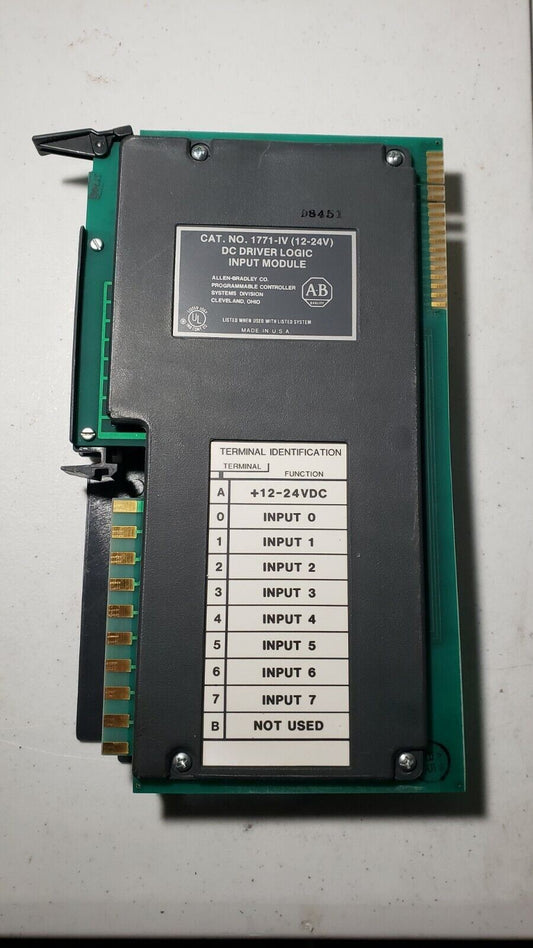 D8451
CAT. NO. 1771-IV (12-24V)
DC DRIVER LOGIC
INPUT MODULE
ALLEN-BRADLEY CO.
PROGRAMMABLE CONTROLLER
SYSTEMS DIVISION
CLEVELAND, OHIO
A-B
QUALITY
UL
LISTED WHEN USED WITH LISTED SYSTEM
MADE IN U.S.A.
TERMINAL IDENTIFICATION
TERMINAL
FUNCTION
A +12-24VDC
0 INPUT 0
1 INPUT 1
2 INPUT 2
3 INPUT 3
4 INPUT 4
5 INPUT 5
6 INPUT 6
7 INPUT 7
B NOT USED